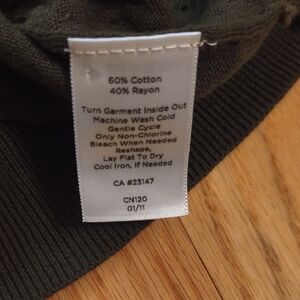 60% Cotton
40% Rayon
Turn Garment Inside Out
Machine Wash Cold
Gentle Cycle
Only Non-Chlorine
Bleach When Needed
Reshape,
Lay Flat To Dry
Cool Iron, If Needed
CA #23147
CN120
01/11